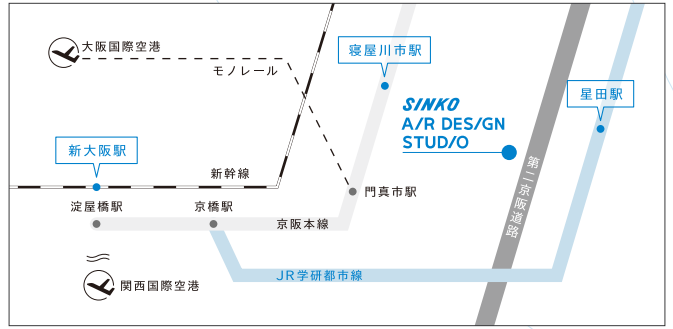 大阪国際空港
モノレール
寝屋川市駅
星田駅
SINKO
A/R DES/GN
STUD/O
新大阪駅
新幹線
門真市駅
第二京阪道路
淀屋橋駅
京橋駅
京阪本線
JR学研都市線
関西国際空港